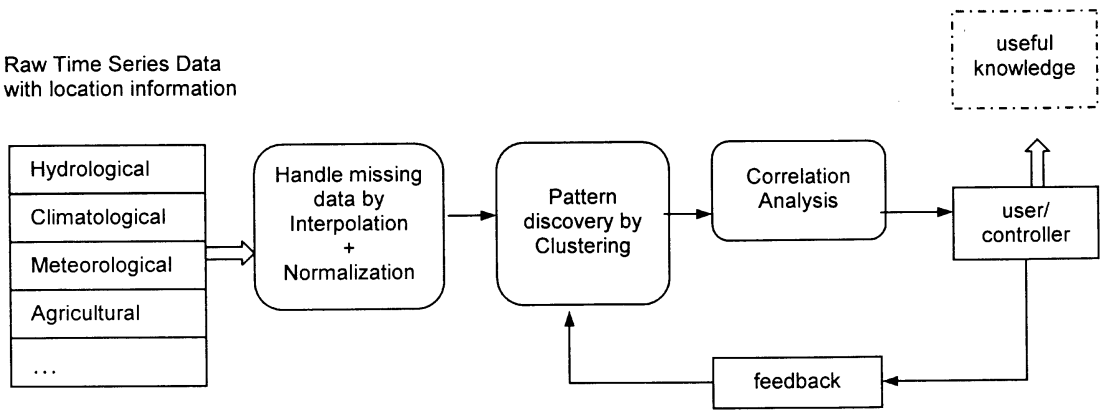 Raw Time Series Data
with location information
Hydrological
Climatological
Meteorological
Agricultural
...
Handle missing
data by
Interpolation
+
Normalization
Pattern
discovery by
Clustering
Correlation
Analysis
user/
controller
useful
knowledge
feedback